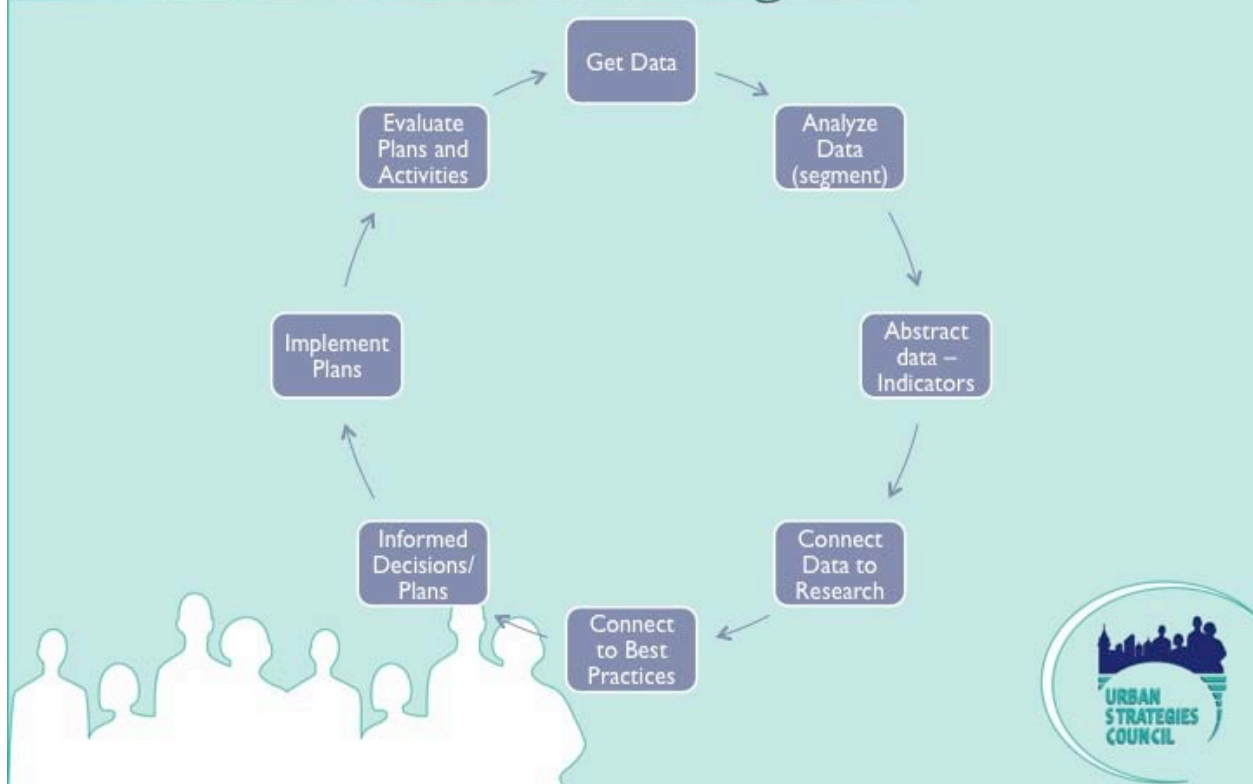 Get Data
Analyze
Data
(segment)
Abstract
data –
Indicators
Connect
Data to
Research
Connect
to Best
Practices
Informed
Decisions/
Plans
Implement
Plans
Evaluate
Plans and
Activities
URBAN
STRATEGIES
COUNCIL